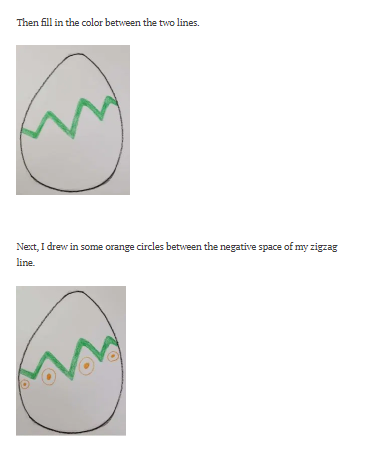 Then fill in the color between the two lines.
Next, I drew in some orange circles between the negative space of my zigzag
line.